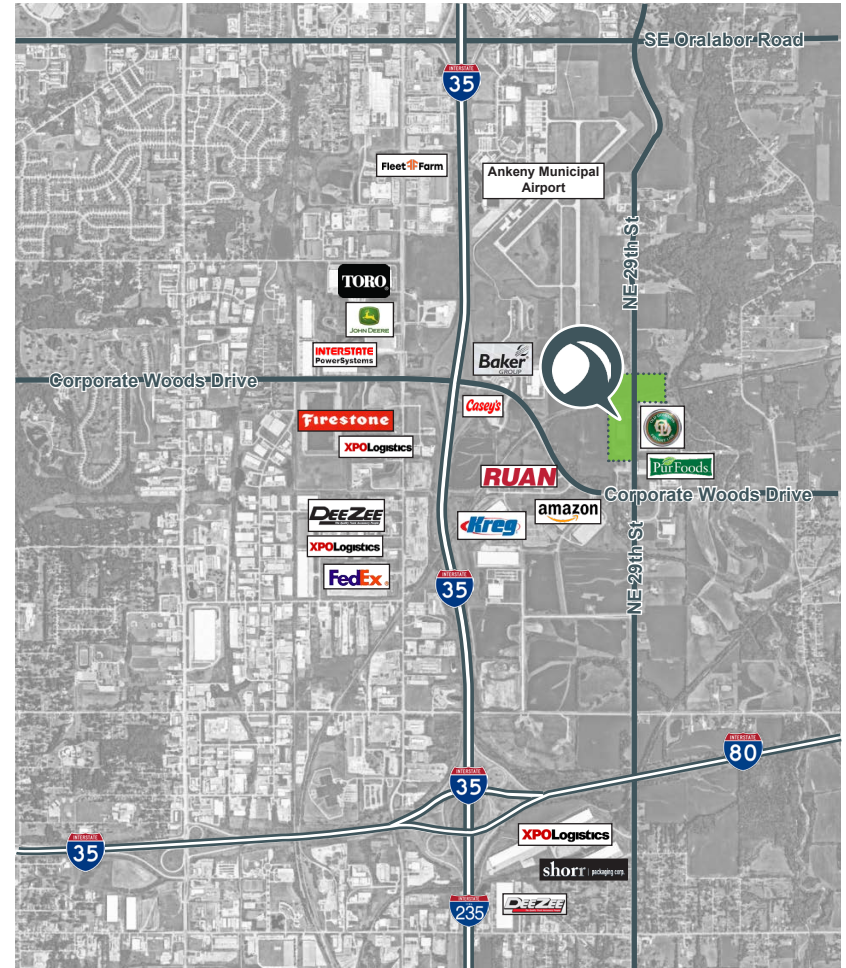 SE Oralabor Road
INTERSTATE
35
Fleet Farm
Ankeny Municipal
Airport
NE 29th St
TORO
JOHN DEERE
INTERSTATE
PowerSystems
Baker
GROUP
Corporate Woods Drive
Casey's
Firestone
XPOLogistics
OD
PurFoods
RUAN
Corporate Woods Drive
amazon
DEEZEE
Kreg
XPOLogistics
FedEx
NE 29th St
INTERSTATE
35
INTERSTATE
80
INTERSTATE
35
INTERSTATE
35
XPOLogistics
shorr packaging corp.
INTERSTATE
235
DEEZEE